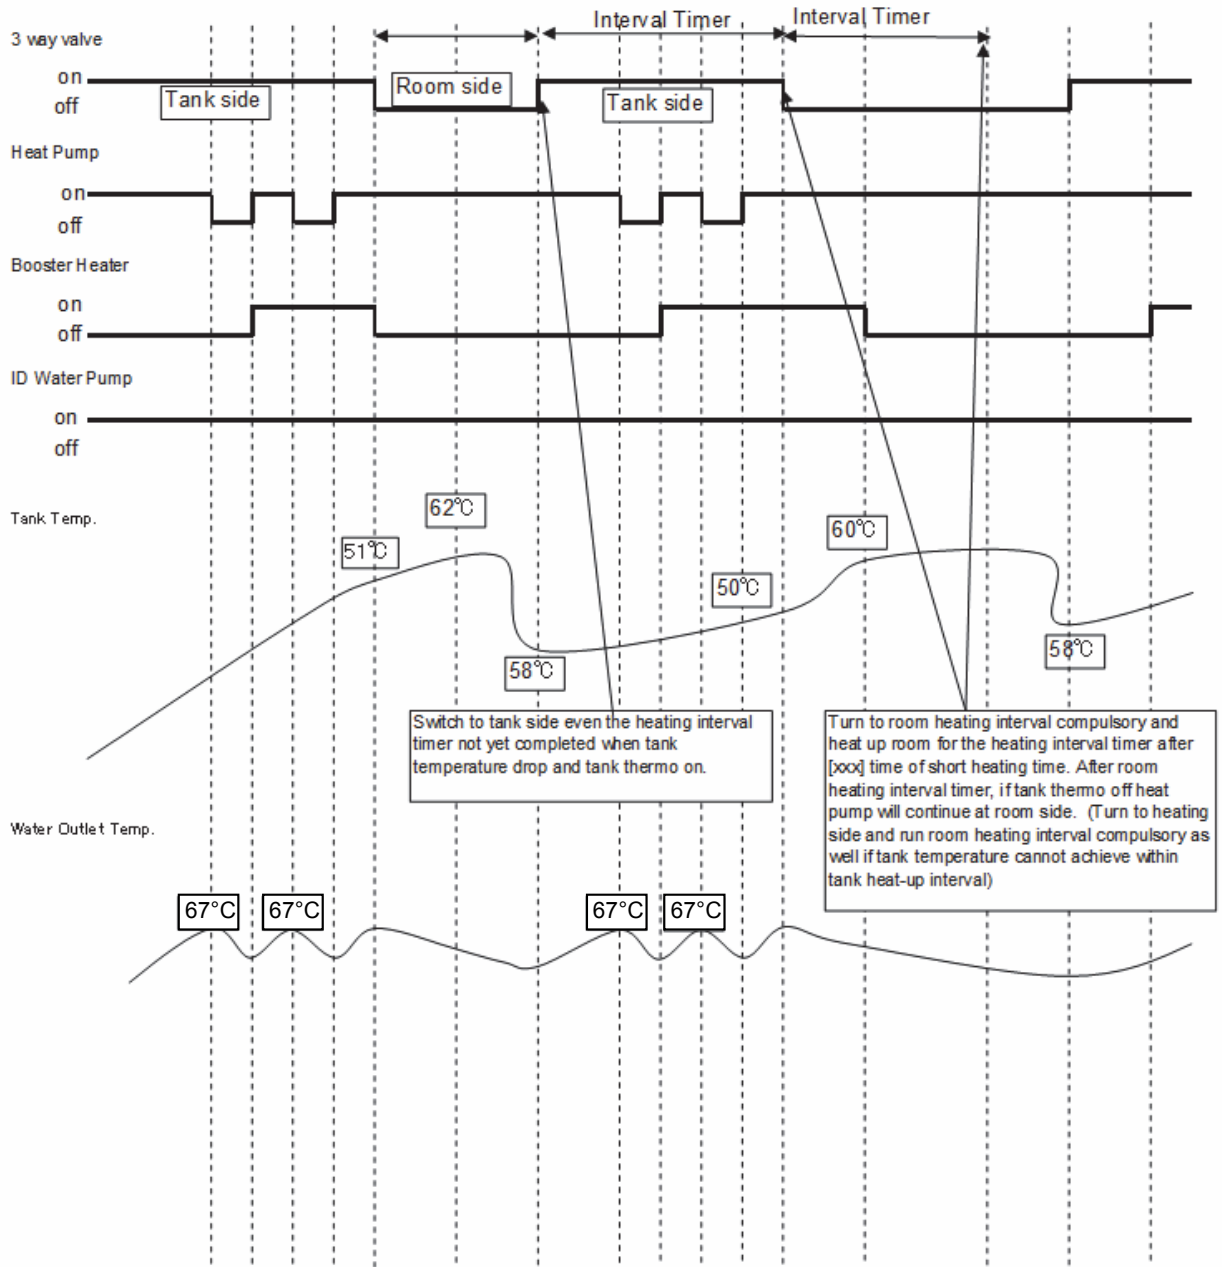 Interval Timer
Interval Timer
3 way valve
on
off
Tank side
Room side
Tank side
Heat Pump
on
off
Booster Heater
on
off
ID Water Pump
on
off
Tank Temp.
51°C
62°C
58°C
50°C
60°C
58°C
Switch to tank side even the heating interval
timer not yet completed when tank
temperature drop and tank thermo on.
Turn to room heating interval compulsory and
heat up room for the heating interval timer after
[xxx] time of short heating time. After room
heating interval timer, if tank thermo off heat
pump will continue at room side. (Turn to heating
side and run room heating interval compulsory as
well if tank temperature cannot achieve within
tank heat-up interval)
Water Outlet Temp.
67°C
67°C
67°C
67°C